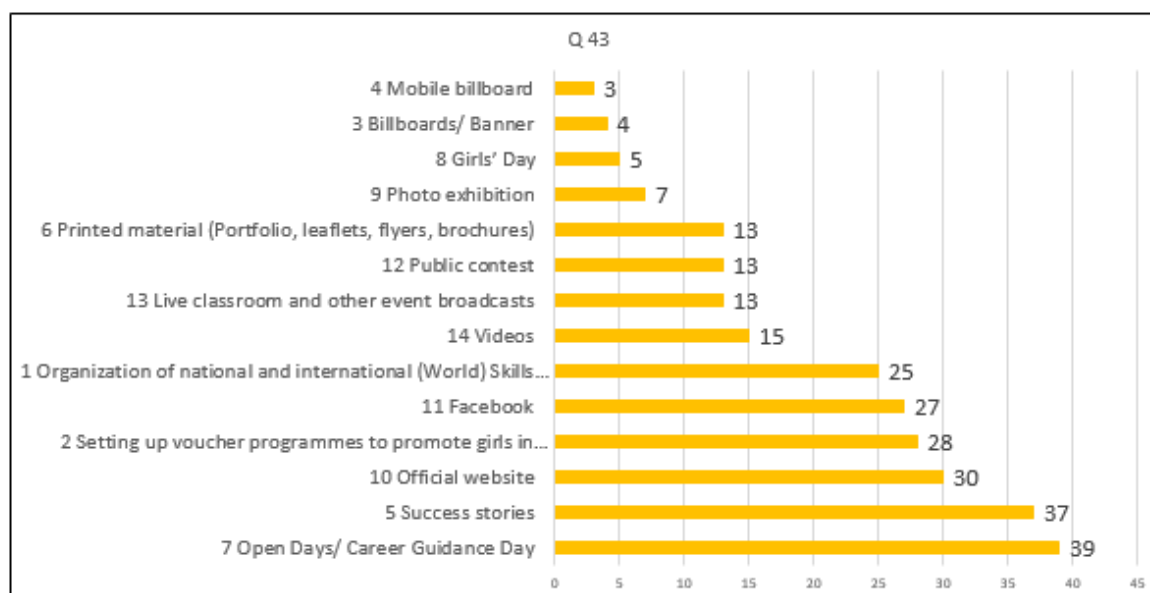 Q 43
4 Mobile billboard 3
3 Billboards/ Banner 4
8 Girls' Day 5
9 Photo exhibition 7
6 Printed material (Portfolio, leaflets, flyers, brochures) 13
12 Public contest 13
13 Live classroom and other event broadcasts 13
14 Videos 15
1 Organization of national and international (World) Skills... 25
11 Facebook 27
2 Setting up voucher programmes to promote girls in... 28
10 Official website 30
5 Success stories 37
7 Open Days/ Career Guidance Day 39
0 5 10 15 20 25 30 35 40 45